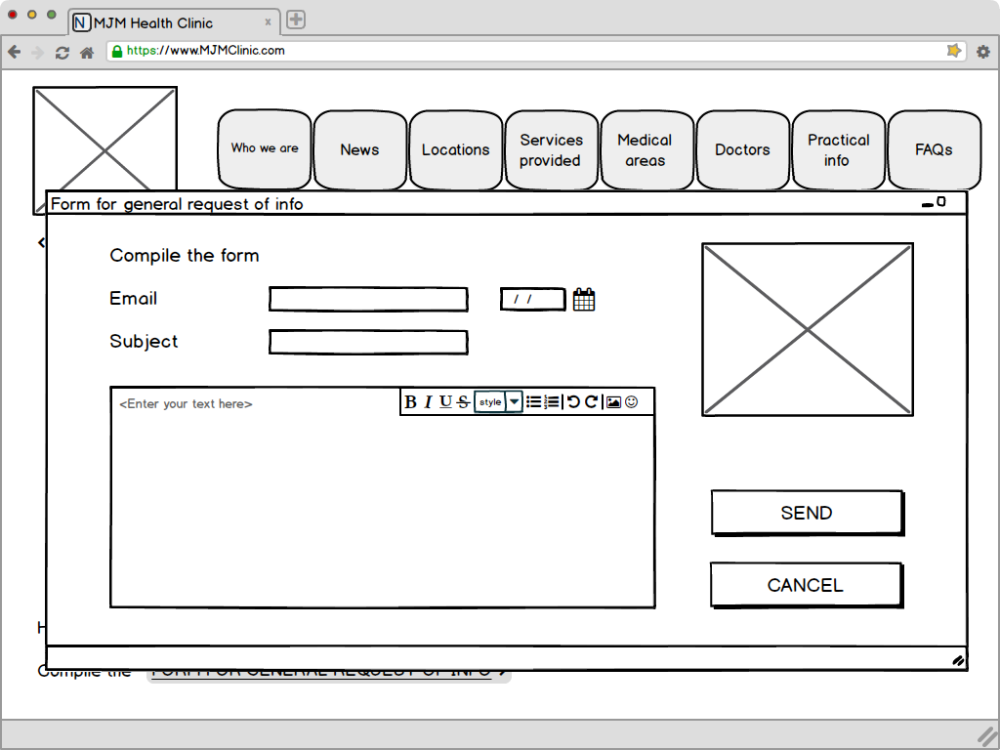 MJM Health Clinic
https://www.MJMClinic.com
Who we are
News
Locations
Services
provided
Medical
areas
Doctors
Practical
info
FAQs
Form for general request of info
Compile the form
Email
/ /
Subject
<Enter your text here>
B I U S style
SEND
CANCEL
Compile the FORM FOR GENERAL REQUEST OF INFO >